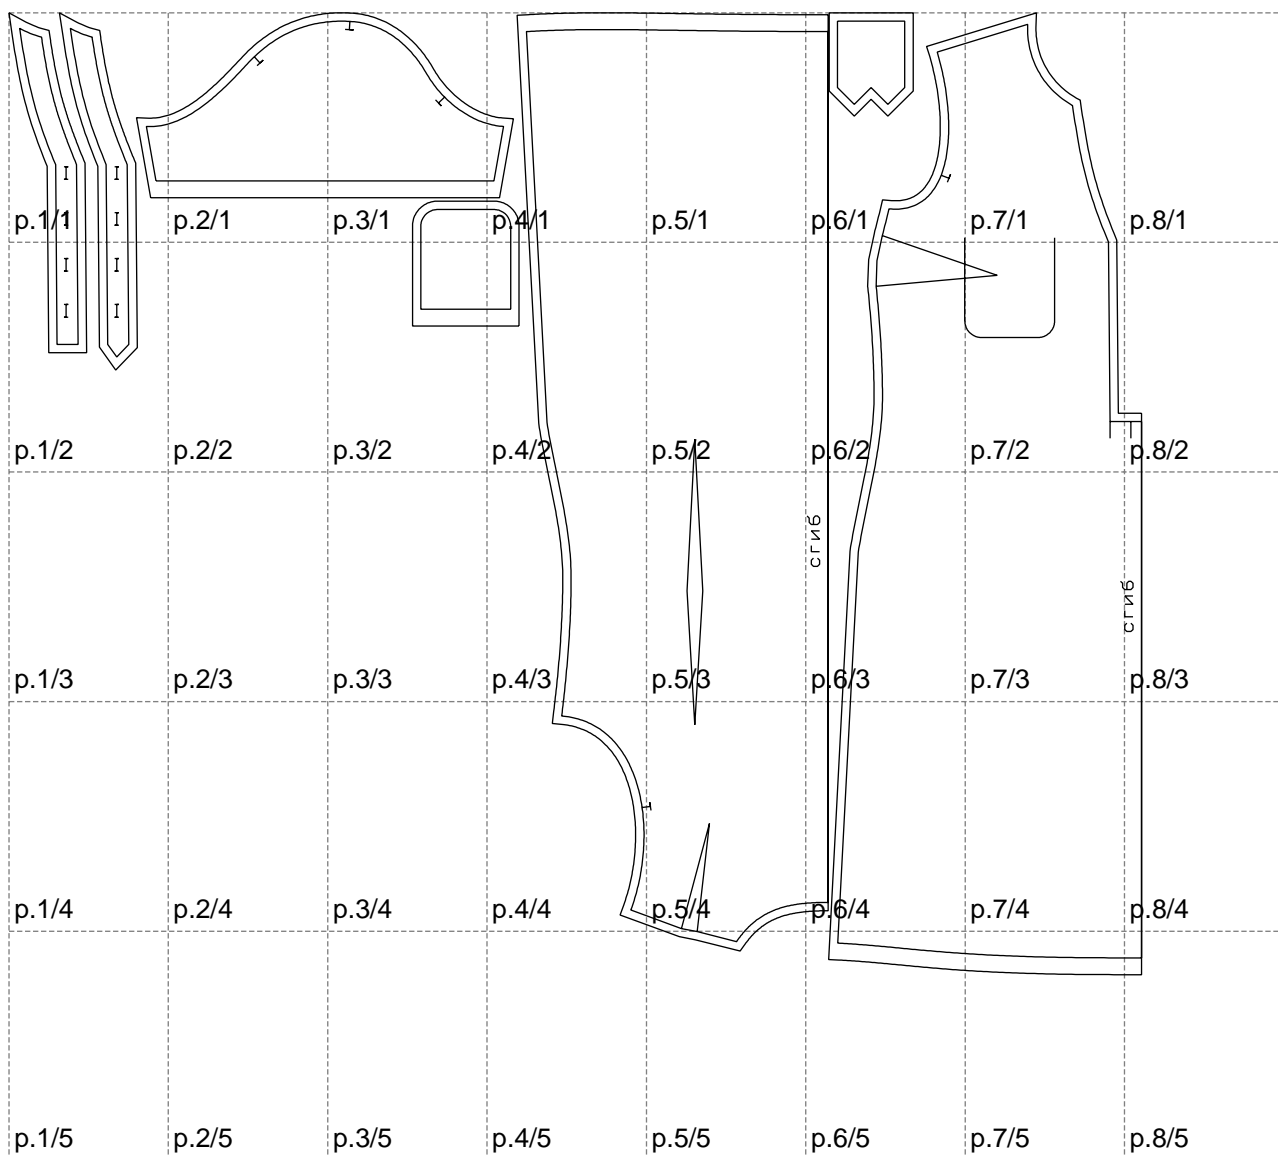 p.1/1 p.2/1 p.3/1 p.4/1 p.5/1 p.6/1 p.7/1 p.8/1
p.1/2 p.2/2 p.3/2 p.4/2 p.5/2 p.6/2 p.7/2 p.8/2
сгиб
сгиб
p.1/3 p.2/3 p.3/3 p.4/3 p.5/3 p.6/3 p.7/3 p.8/3
p.1/4 p.2/4 p.3/4 p.4/4 p.5/4 p.6/4 p.7/4 p.8/4
p.1/5 p.2/5 p.3/5 p.4/5 p.5/5 p.6/5 p.7/5 p.8/5